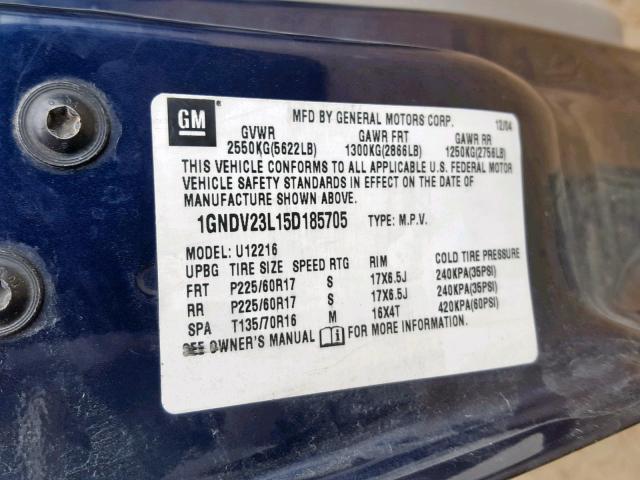 GM ® MFD BY GENERAL MOTORS CORP. 12/04
GVWR GAWR FRT GAWR RR
2550KG(5622LB) 1300KG(2866LB) 1250KG(2756LB)
THIS VEHICLE CONFORMS TO ALL APPLICABLE U.S. FEDERAL MOTOR
VEHICLE SAFETY STANDARDS IN EFFECT ON THE DATE OF
MANUFACTURE SHOWN ABOVE.
1GNDV23L15D185705 TYPE: M.P.V.
MODEL: U12216
UPBG TIRE SIZE SPEED RTG RIM COLD TIRE PRESSURE
FRT P225/60R17 S 17X6.5J 240KPA(35PSI)
RR P225/60R17 S 17X6.5J 240KPA(35PSI)
SPA T135/70R16 M 16X4T 420KPA(60PSI)
SEE OWNER'S MANUAL FOR MORE INFORMATION